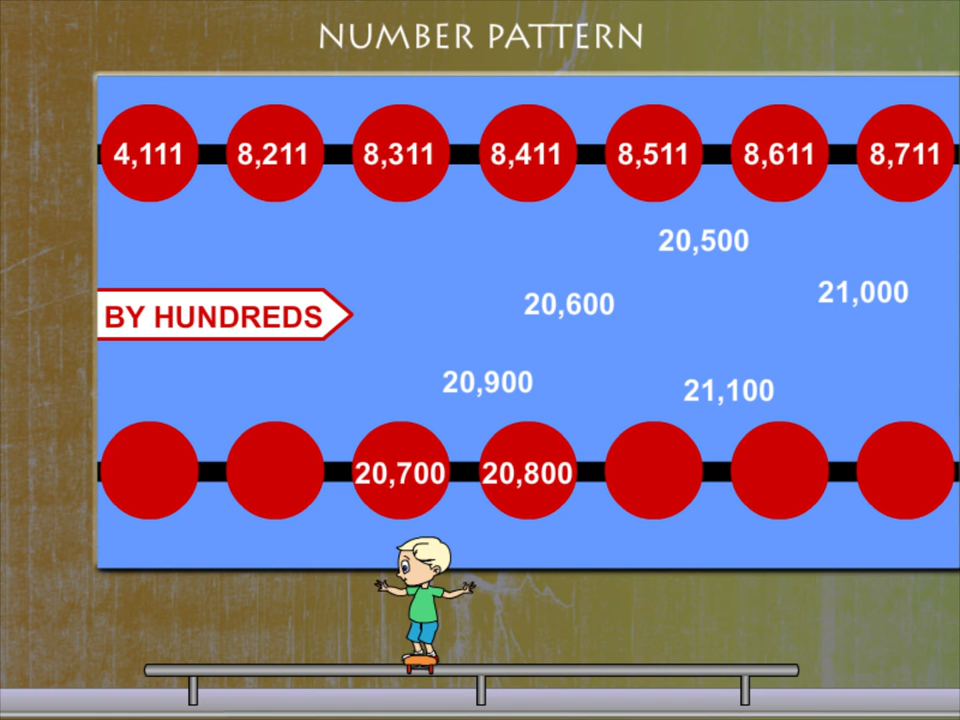 NUMBER PATTERN
4,111 8,211 8,311 8,411 8,511 8,611 8,711
20,500
21,000
20,600
BY HUNDREDS
20,900
21,100
20,700 20,800